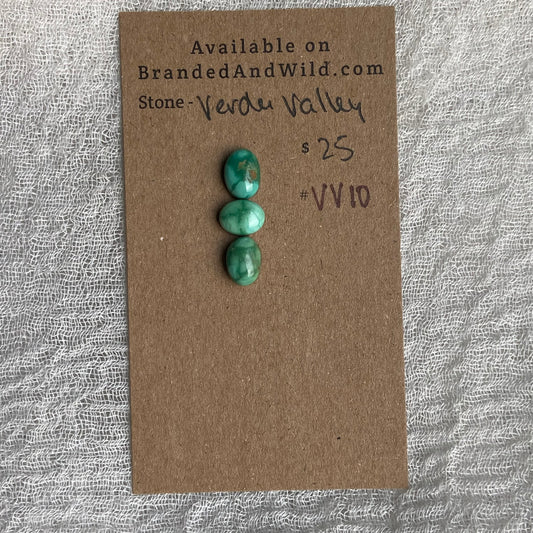 Available on
BrandedAndWild.com
Stone - Verde Valley
$ 25
# VV10